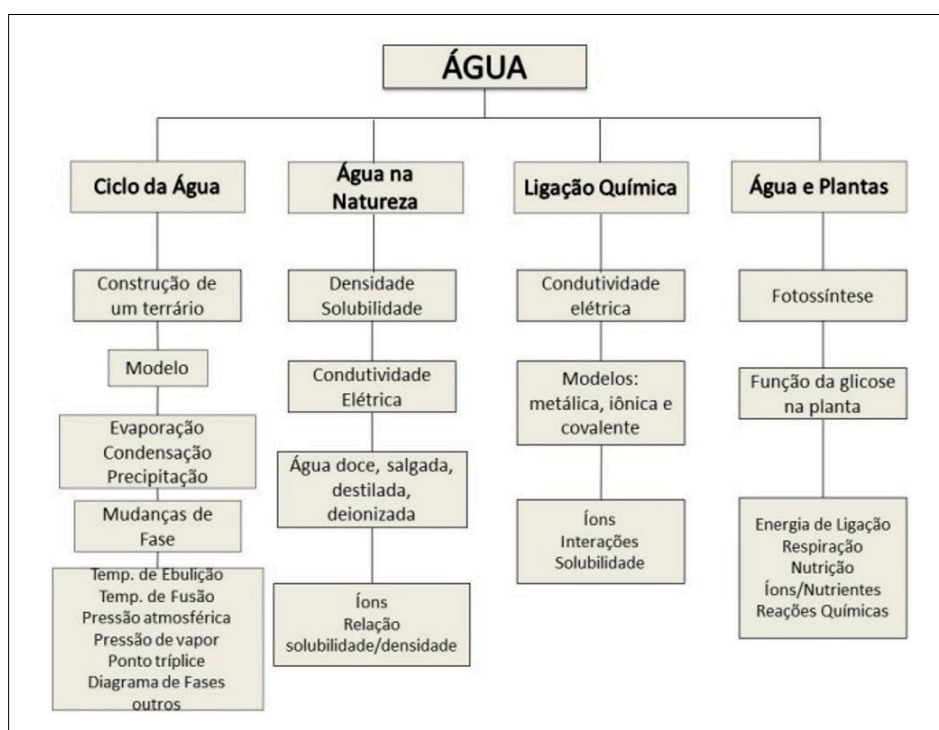 ÁGUA
Ciclo da Água
Construção de
um terrário
Modelo
Evaporação
Condensação
Precipitação
Mudanças de
Fase
Temp. de Ebulição
Temp. de Fusão
Pressão atmosférica
Pressão de vapor
Ponto tríplice
Diagrama de Fases
outros
Água na
Natureza
Densidade
Solubilidade
Condutividade
Elétrica
Água doce, salgada,
destilada,
deionizada
Íons
Relação
solubilidade/densidade
Ligação Química
Condutividade
elétrica
Modelos:
metálica, iônica e
covalente
Íons
Interações
Solubilidade
Água e Plantas
Fotossíntese
Função da glicose
na planta
Energia de Ligação
Respiração
Nutrição
Íons/Nutrientes
Reações Químicas